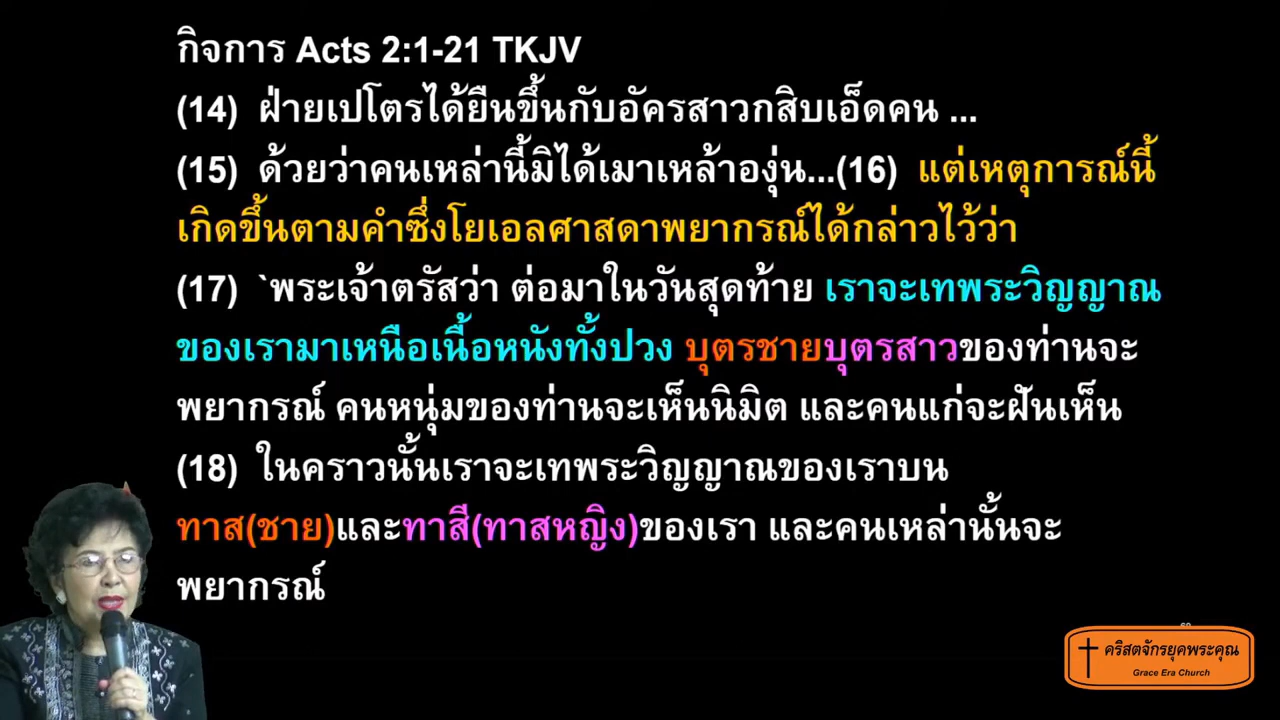 กิจการ Acts 2:1-21 TKJV
(14) ฝ่ายเปโตรได้ยืนขึ้นกับอัครสาวกสิบเอ็ดคน ...
(15) ด้วยว่าคนเหล่านี้มิได้เมาเหล้าองุ่น...(16) แต่เหตุการณ์นี้
เกิดขึ้นตามคำซึ่งโยเอลศาสดาพยากรณ์ได้กล่าวไว้ว่า
(17) `พระเจ้าตรัสว่า ต่อมาในวันสุดท้าย เราจะเทพระวิญญาณ
ของเรามาเหนือเนื้อหนังทั้งปวง บุตรชายบุตรสาวของท่านจะ
พยากรณ์ คนหนุ่มของท่านจะเห็นนิมิต และคนแก่จะฝันเห็น
(18) ในคราวนั้นเราจะเทพระวิญญาณของเราบน
ทาส(ชาย)และทาสี(ทาสหญิง)ของเรา และคนเหล่านั้นจะ
พยากรณ์
คริสตจักรยุคพระคุณ
Grace Era Church